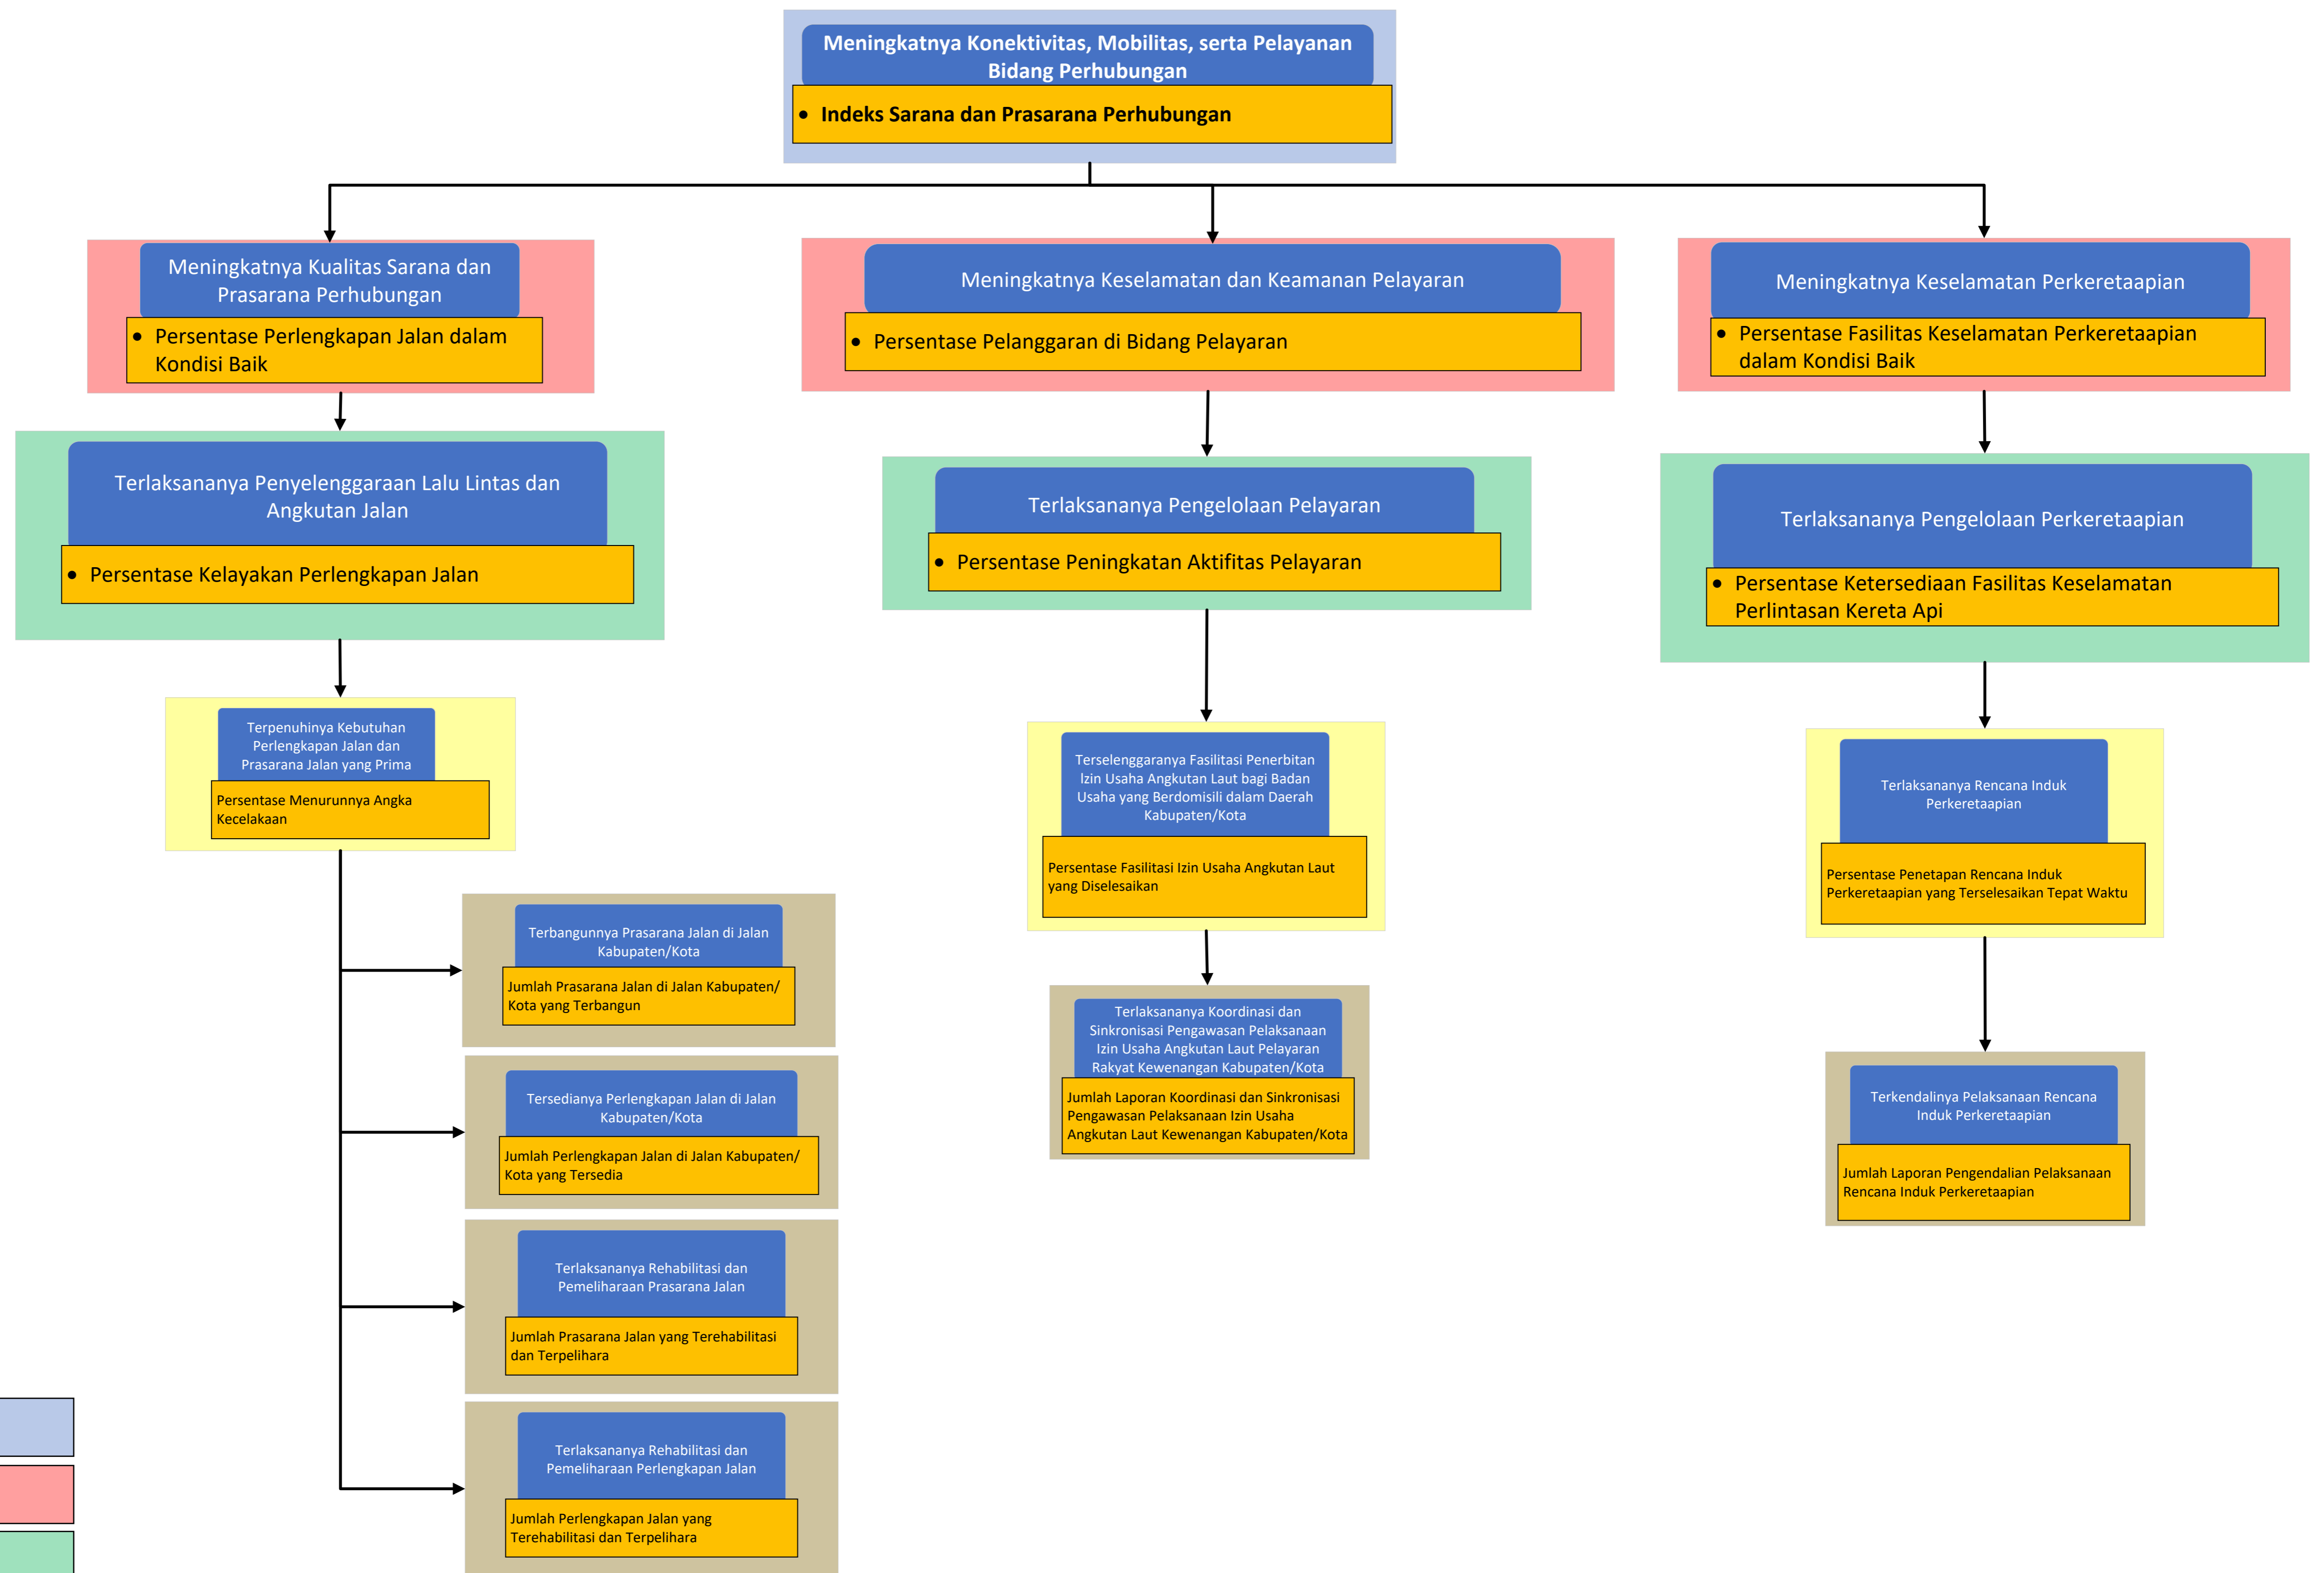 Meningkatnya Konektivitas, Mobilitas, serta Pelayanan
Bidang Perhubungan
• Indeks Sarana dan Prasarana Perhubungan
Meningkatnya Kualitas Sarana dan
Prasarana Perhubungan
• Persentase Perlengkapan Jalan dalam
Kondisi Baik
Meningkatnya Keselamatan dan Keamanan Pelayaran
• Persentase Pelanggaran di Bidang Pelayaran
Meningkatnya Keselamatan Perkeretaapian
• Persentase Fasilitas Keselamatan Perkeretaapian
dalam Kondisi Baik
Terlaksananya Penyelenggaraan Lalu Lintas dan
Angkutan Jalan
• Persentase Kelayakan Perlengkapan Jalan
Terlaksananya Pengelolaan Pelayaran
• Persentase Peningkatan Aktifitas Pelayaran
Terlaksananya Pengelolaan Perkeretaapian
• Persentase Ketersediaan Fasilitas Keselamatan
Perlintasan Kereta Api
Terpenuhinya Kebutuhan
Perlengkapan Jalan dan
Prasarana Jalan yang Prima
Persentase Menurunnya Angka
Kecelakaan
Terselenggaranya Fasilitasi Penerbitan
Izin Usaha Angkutan Laut bagi Badan
Usaha yang Berdomisili dalam Daerah
Kabupaten/Kota
Persentase Fasilitasi Izin Usaha Angkutan Laut
yang Diselesaikan
Terlaksananya Rencana Induk
Perkeretaapian
Persentase Penetapan Rencana Induk
Perkeretaapian yang Terselesaikan Tepat Waktu
Terbangunnya Prasarana Jalan di Jalan
Kabupaten/Kota
Jumlah Prasarana Jalan di Jalan Kabupaten/
Kota yang Terbangun
Tersedianya Perlengkapan Jalan di Jalan
Kabupaten/Kota
Jumlah Perlengkapan Jalan di Jalan Kabupaten/
Kota yang Tersedia
Terlaksananya Rehabilitasi dan
Pemeliharaan Prasarana Jalan
Jumlah Prasarana Jalan yang Terehabilitasi
dan Terpelihara
Terlaksananya Rehabilitasi dan
Pemeliharaan Perlengkapan Jalan
Jumlah Perlengkapan Jalan yang
Terehabilitasi dan Terpelihara
Terlaksananya Koordinasi dan
Sinkronisasi Pengawasan Pelaksanaan
Izin Usaha Angkutan Laut Pelayaran
Rakyat Kewenangan Kabupaten/Kota
Jumlah Laporan Koordinasi dan Sinkronisasi
Pengawasan Pelaksanaan Izin Usaha
Angkutan Laut Kewenangan Kabupaten/Kota
Terkendalinya Pelaksanaan Rencana
Induk Perkeretaapian
Jumlah Laporan Pengendalian Pelaksanaan
Rencana Induk Perkeretaapian